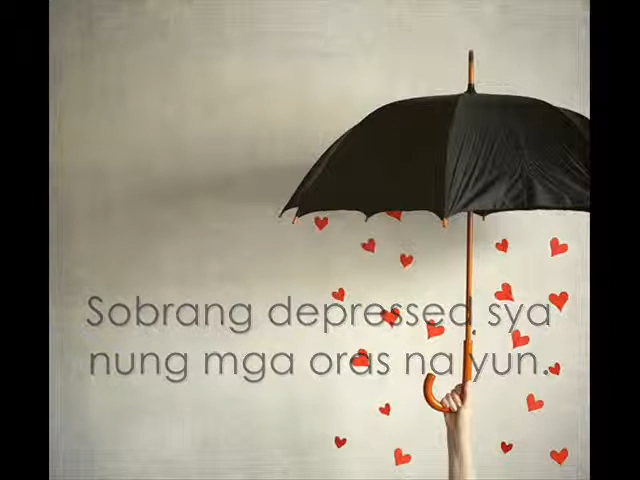 Sobrang depressed sya
nung mga oras na yun.